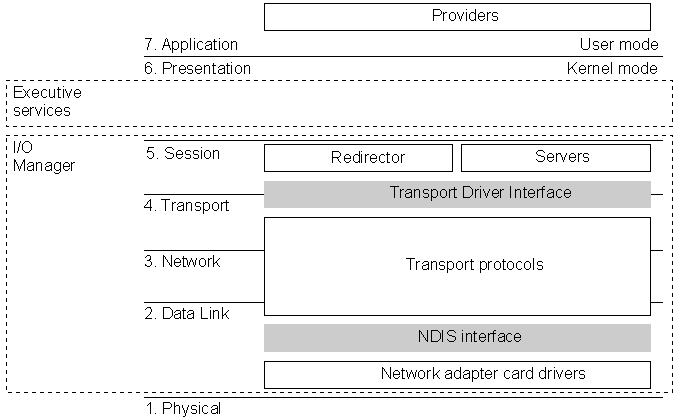 Providers
7. Application
User mode
6. Presentation
Kernel mode
Executive
services
I/O
Manager
5. Session
Redirector
Servers
Transport Driver Interface
4. Transport
3. Network
Transport protocols
2. Data Link
NDIS interface
Network adapter card drivers
1. Physical